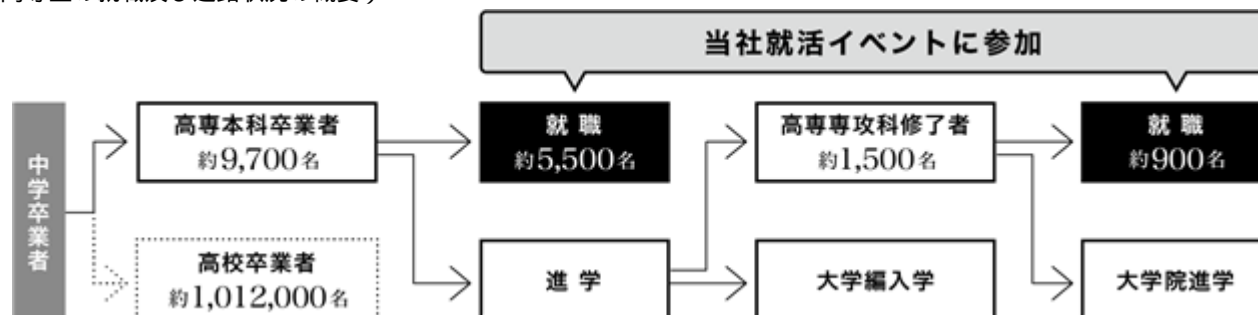 当社就活イベントに参加
中学卒業者
高専本科卒業者
約9,700名
就職
約5,500名
高専専攻科修了者
約1,500名
就職
約900名
高校卒業者
約1,012,000名
進学
大学編入学
大学院進学